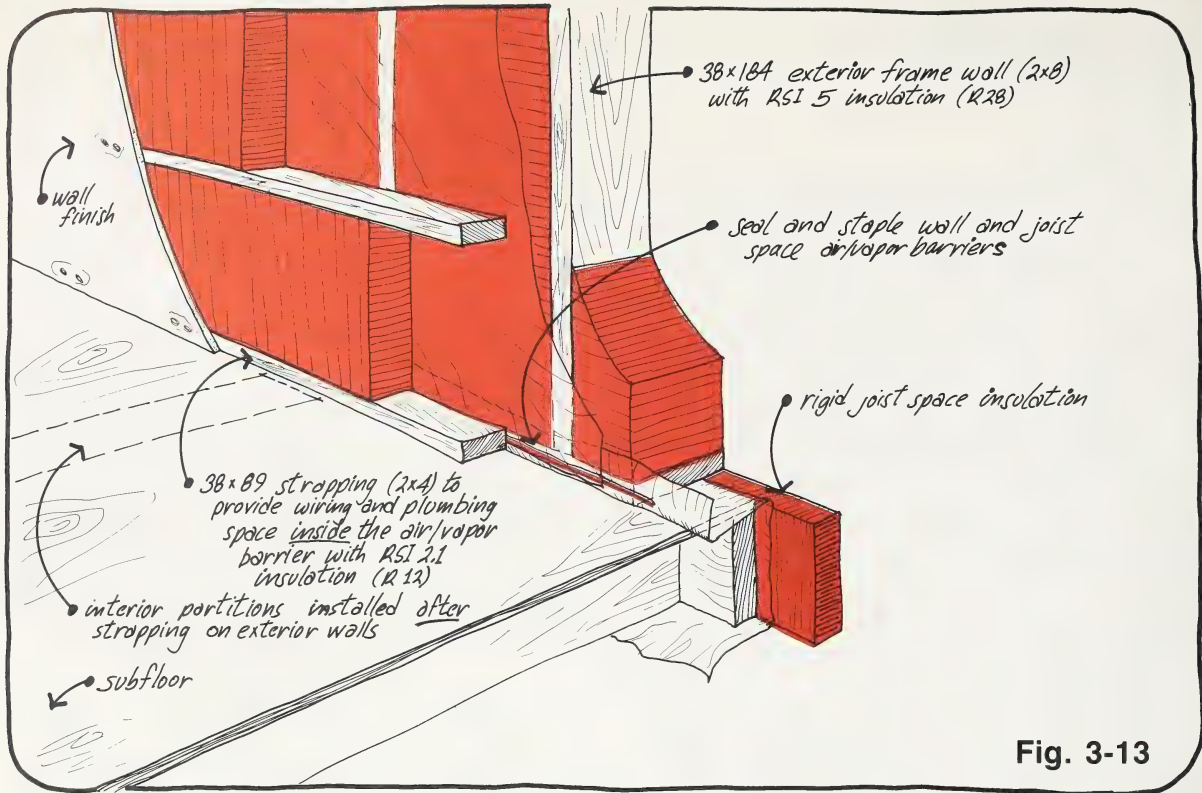 38×184 exterior frame wall (2×8)
with RSI 5 insulation (R28)
wall
finish
seal and staple wall and joist
space air/vapor barriers
rigid joist space insulation
38×89 strapping (2×4) to
provide wiring and plumbing
space inside the air/vapor
barrier with RSI 2.1
insulation (R 12)
interior partitions installed after
strapping on exterior walls
subfloor
Fig. 3-13